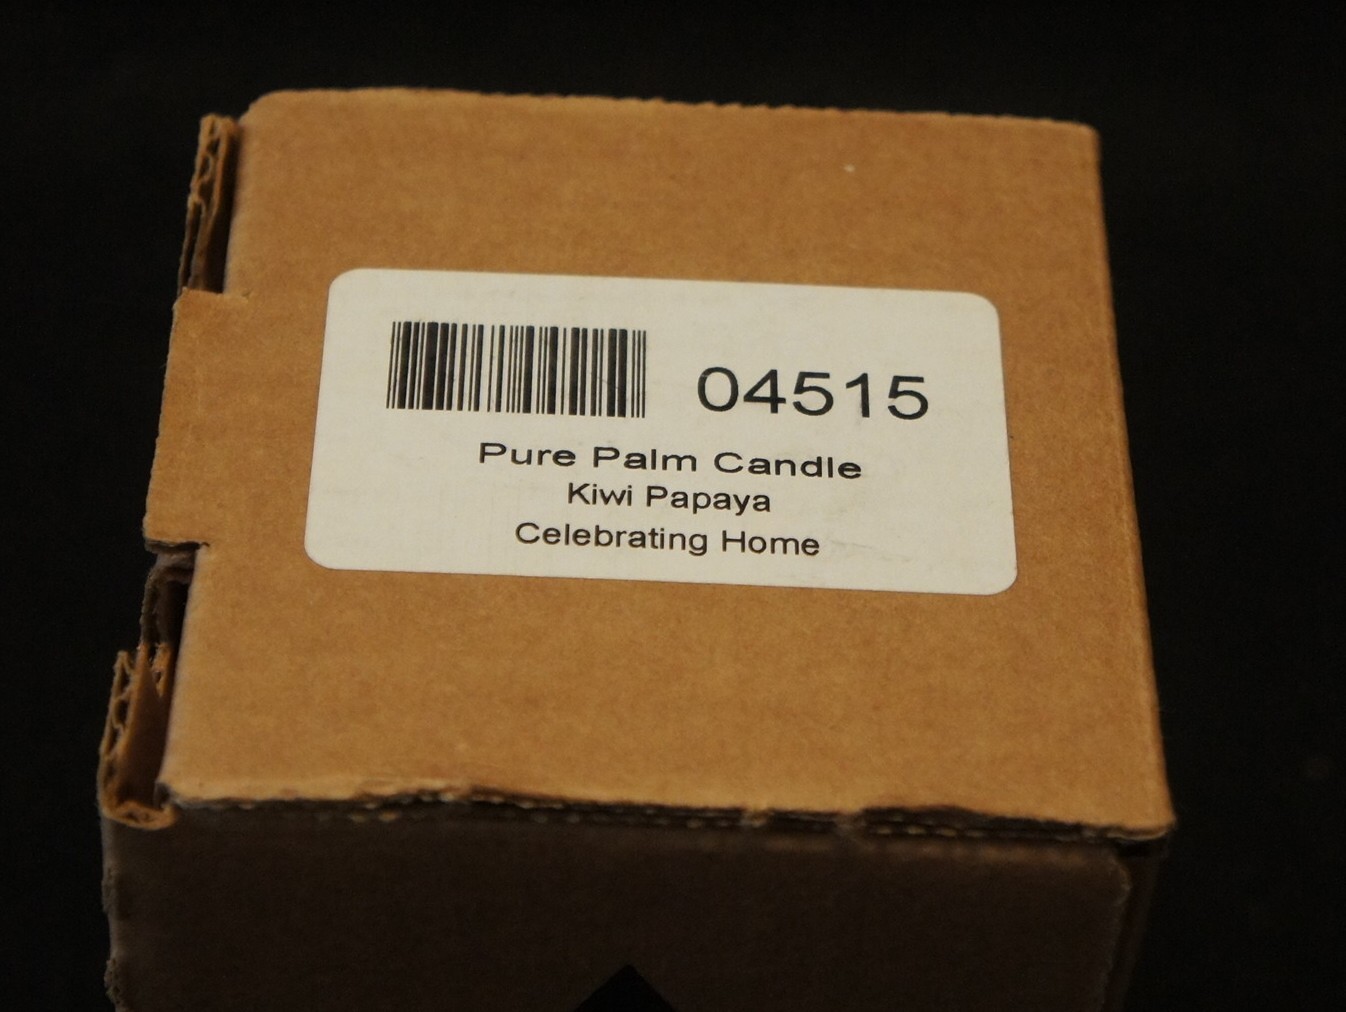 04515
Pure Palm Candle
Kiwi Papaya
Celebrating Home